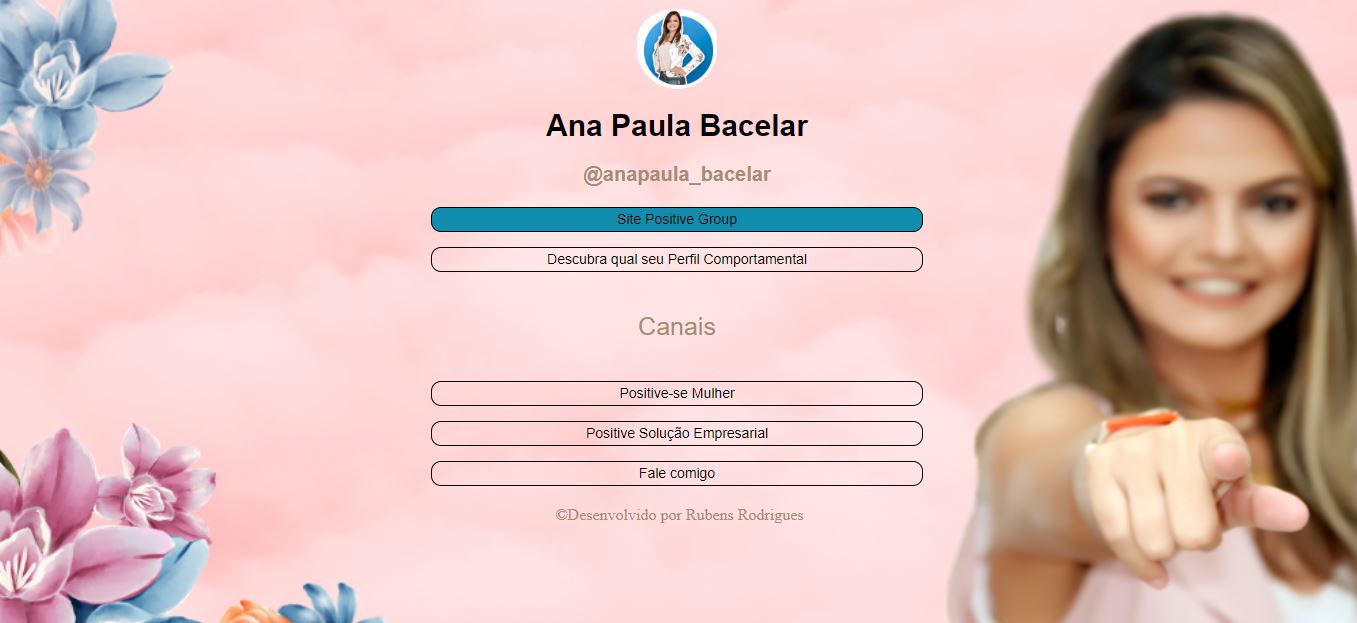 Ana Paula Bacelar
@anapaula_bacelar
Site Positive Group
Descubra qual seu Perfil Comportamental
Canais
Positive-se Mulher
Positive Solução Empresarial
Fale comigo
©Desenvolvido por Rubens Rodrigues